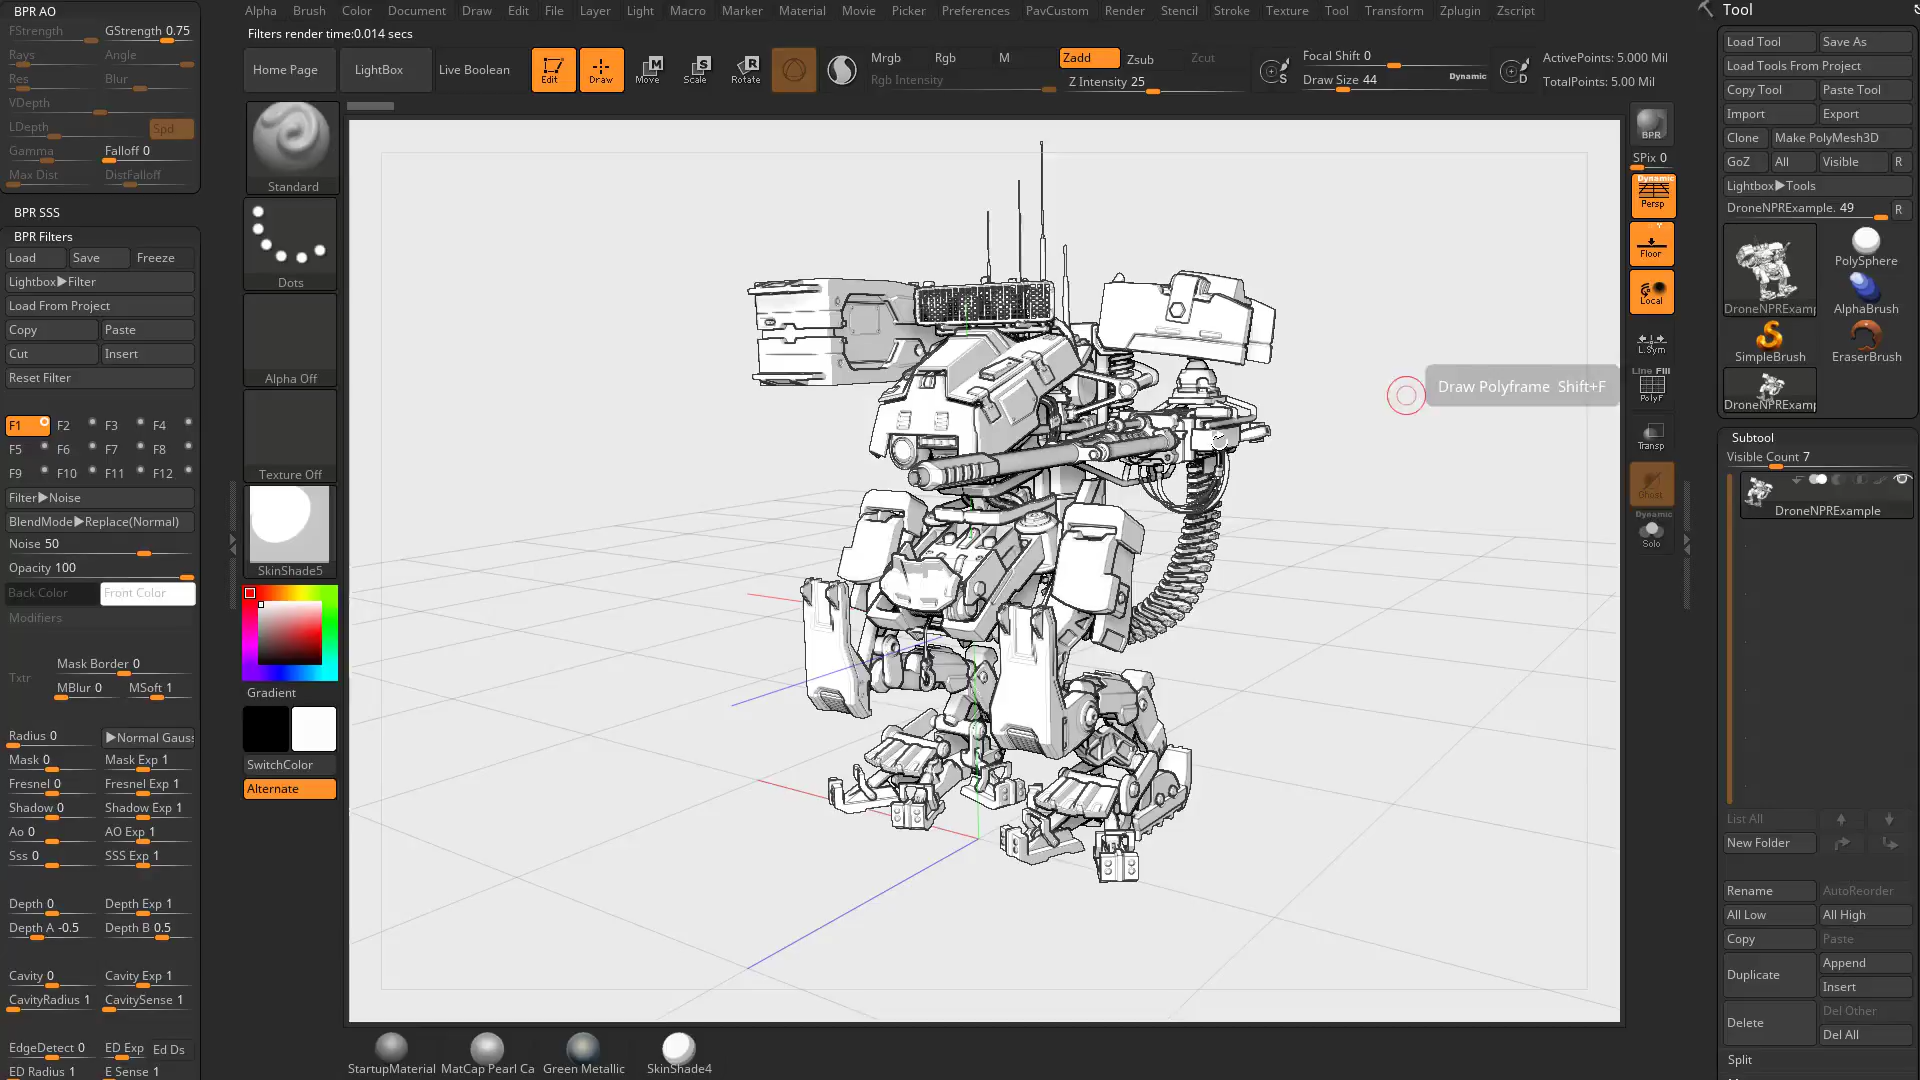 Alpha Brush Color Document Draw Edit File Layer Light Macro Marker Material Movie Picker Preferences PavCustom Render Stencil Stroke Texture Tool Transform Zplugin Zscript
Filters render time:0.014 secs
Home Page
LightBox
Live Boolean
Edit
Draw
Move
Scale
Rotate
Mrgb
Rgb
M
Rgb Intensity
Zadd
Zsub
Zcut
Z Intensity 25
Focal Shift 0
Draw Size 44
Dynamic
ActivePoints: 5.000 Mil
TotalPoints: 5.00 Mil
BPR AO
FStrength
GStrength 0.75
Rays
Angle
Res
Blur
VDepth
LDepth
Spd
Gamma
Falloff 0
Max Dist
DistFalloff
BPR SSS
BPR Filters
Load
Save
Freeze
Lightbox▶Filter
Load From Project
Copy
Paste
Cut
Insert
Reset Filter
F1 F2 F3 F4
F5 F6 F7 F8
F9 F10 F11 F12
Filter▶Noise
BlendMode▶Replace(Normal)
Noise 50
Opacity 100
Back Color
Front Color
Modifiers
Txtr
Mask Border 0
MBlur 0
MSoft 1
Radius 0
▶Normal Gauss
Mask 0
Mask Exp 1
Fresnel 0
Fresnel Exp 1
Shadow 0
Shadow Exp 1
Ao 0
AO Exp 1
Sss 0
SSS Exp 1
Depth 0
Depth Exp 1
Depth A -0.5
Depth B 0.5
Cavity 0
Cavity Exp 1
CavityRadius 1
CavitySense 1
EdgeDetect 0
ED Exp
Ed Ds
ED Radius 1
E Sense 1
Standard
Dots
Alpha Off
Texture Off
SkinShade5
Gradient
SwitchColor
Alternate
Draw Polyframe Shift+F
StartupMaterial
MatCap Pearl Ca
Green Metallic
SkinShade4
BPR
SPix 0
Dynamic
Persp
Floor
Local
L.Sym
Line Fill
PolyF
Transp
Ghost
Dynamic
Solo
Tool
Load Tool
Save As
Load Tools From Project
Copy Tool
Paste Tool
Import
Export
Clone
Make PolyMesh3D
GoZ
All
Visible
R
Lightbox▶Tools
DroneNPRExample. 49
R
DroneNPRExamp
PolySphere
AlphaBrush
SimpleBrush
EraserBrush
DroneNPRExamp
Subtool
Visible Count 7
DroneNPRExample
List All
New Folder
Rename
AutoReorder
All Low
All High
Copy
Paste
Duplicate
Append
Insert
Delete
Del Other
Del All
Split